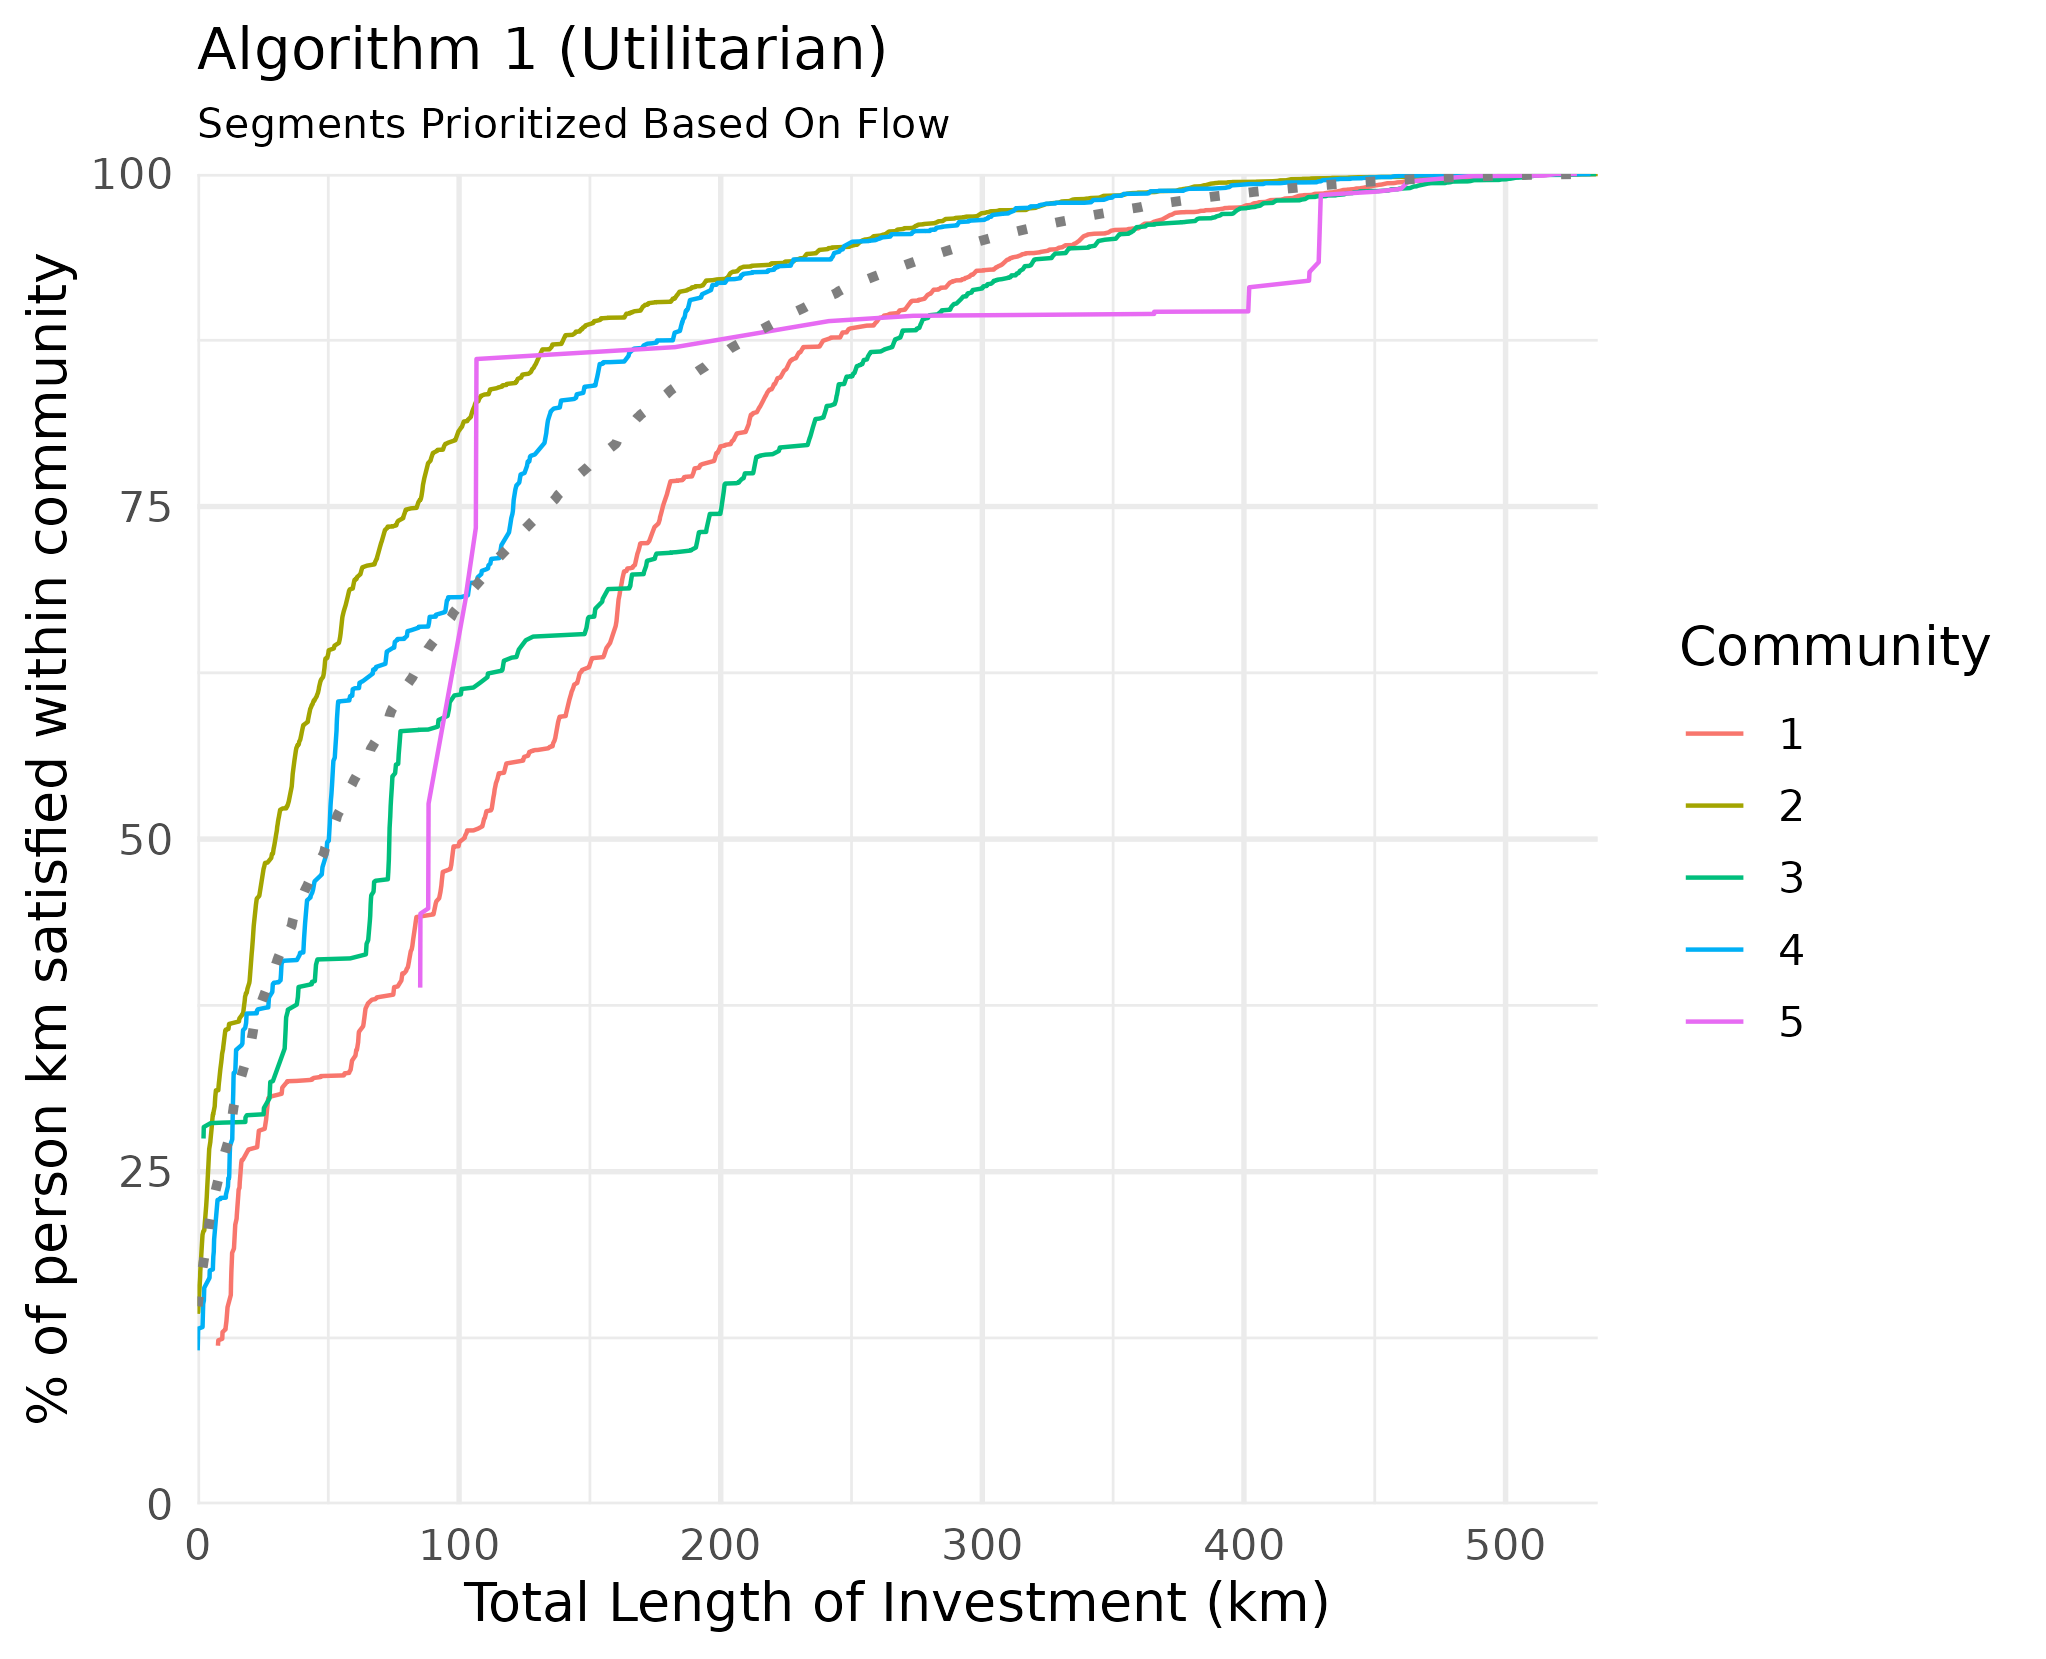 Algorithm 1 (Utilitarian)
Segments Prioritized Based On Flow
% of person km satisfied within community
100
75
50
25
0
0 100 200 300 400 500
Total Length of Investment (km)
Community
1
2
3
4
5